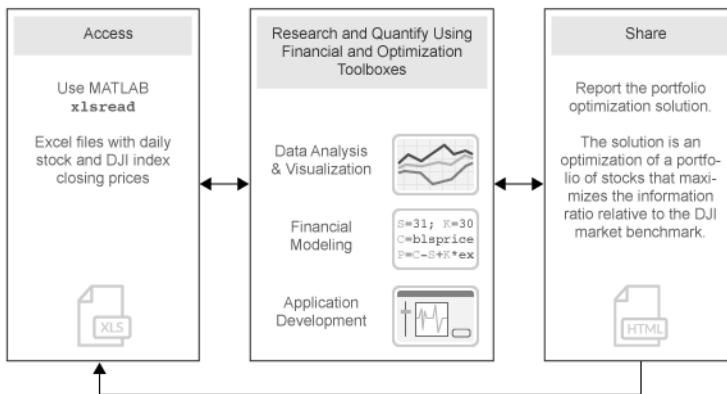 Access
Use MATLAB
xlsread
Excel files with daily
stock and DJI index
closing prices
XLS
Research and Quantify Using
Financial and Optimization
Toolboxes
Data Analysis
& Visualization
Financial
Modeling
S=31; K=30
C=blsprice
P=C-S+K*ex
Application
Development
Share
Report the portfolio
optimization solution.
The solution is an
optimization of a portfo-
lio of stocks that maxi-
mizes the information
ratio relative to the DJI
market benchmark.
HTML